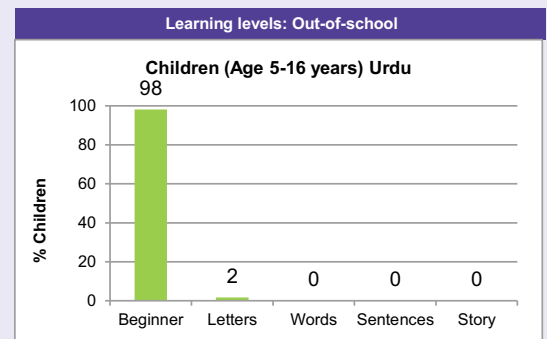 Learning levels: Out-of-school
Children (Age 5-16 years) Urdu
98
100
80
60
40
20
0
% Children
2
0
0
0
Beginner Letters Words Sentences Story